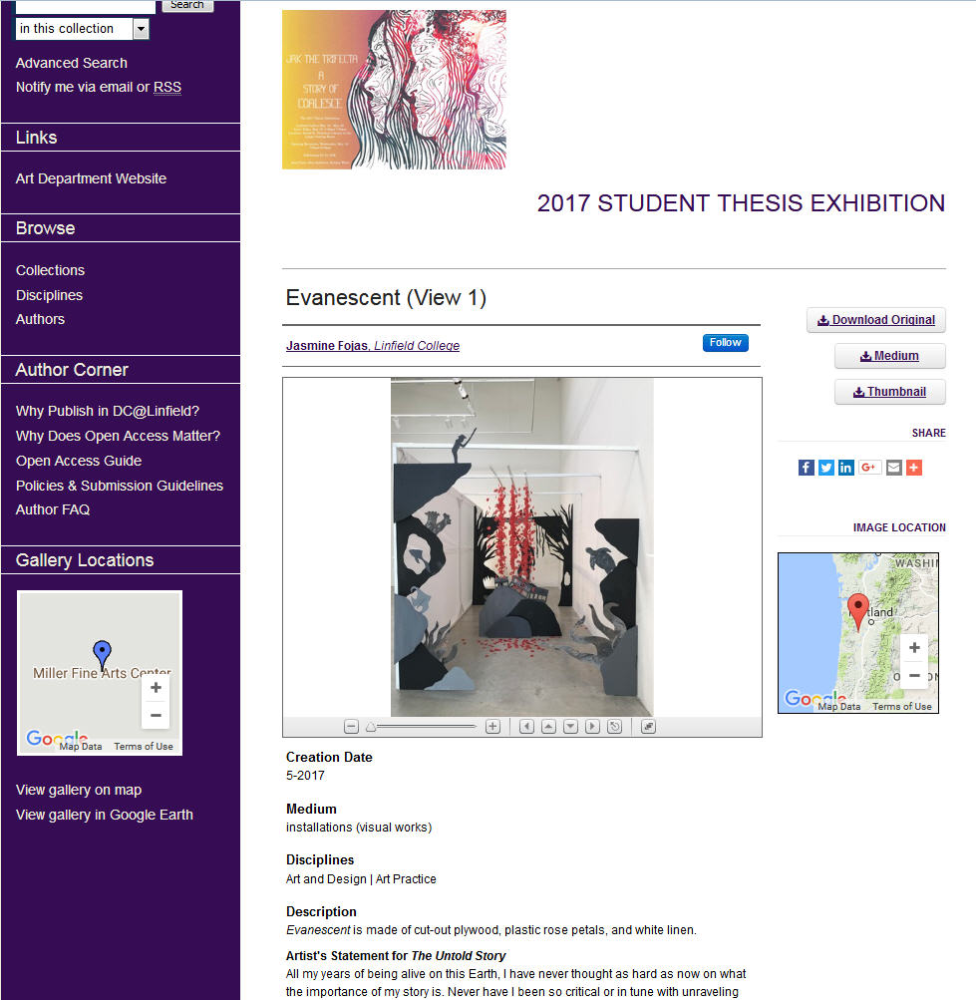 Search
in this collection
Advanced Search
Notify me via email or RSS
Links
Art Department Website
Browse
Collections
Disciplines
Authors
Author Corner
Why Publish in DC@Linfield?
Why Does Open Access Matter?
Open Access Guide
Policies & Submission Guidelines
Author FAQ
Gallery Locations
Miller Fine Arts Center
Google
Map Data
Terms of Use
View gallery on map
View gallery in Google Earth
JAK THE TRIFECTA
A
STORY OF
COALESCE
2017 STUDENT THESIS EXHIBITION
Evanescent (View 1)
Jasmine Fojas, Linfield College
Follow
Creation Date
5-2017
Medium
installations (visual works)
Disciplines
Art and Design | Art Practice
Description
Evanescent is made of cut-out plywood, plastic rose petals, and white linen.
Artist's Statement for The Untold Story
All my years of being alive on this Earth, I have never thought as hard as now on what
the importance of my story is. Never have I been so critical or in tune with unraveling
Download Original
Medium
Thumbnail
SHARE
IMAGE LOCATION
Google
Map Data
Terms of Use